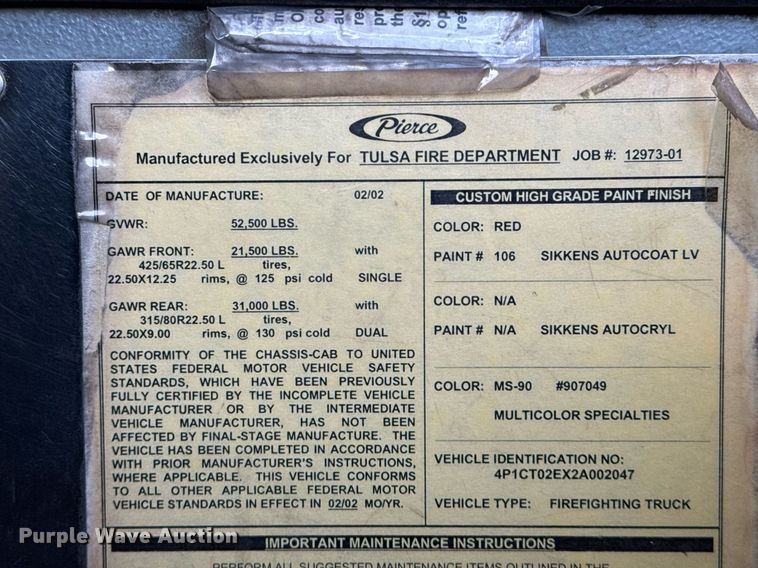 Pierce
Manufactured Exclusively For TULSA FIRE DEPARTMENT JOB #: 12973-01
DATE OF MANUFACTURE: 02/02
GVWR: 52,500 LBS.
GAWR FRONT: 21,500 LBS. with
425/65R22.50 L tires,
22.50X12.25 rims, @ 125 psi cold SINGLE
GAWR REAR: 31,000 LBS. with
315/80R22.50 L tires,
22.50X9.00 rims, @ 130 psi cold DUAL
CONFORMITY OF THE CHASSIS-CAB TO UNITED
STATES FEDERAL MOTOR VEHICLE SAFETY
STANDARDS, WHICH HAVE BEEN PREVIOUSLY
FULLY CERTIFIED BY THE INCOMPLETE VEHICLE
MANUFACTURER OR BY THE INTERMEDIATE
VEHICLE MANUFACTURER, HAS NOT BEEN
AFFECTED BY FINAL-STAGE MANUFACTURE. THE
VEHICLE HAS BEEN COMPLETED IN ACCORDANCE
WITH PRIOR MANUFACTURER'S INSTRUCTIONS,
WHERE APPLICABLE. THIS VEHICLE CONFORMS
TO ALL OTHER APPLICABLE FEDERAL MOTOR
VEHICLE STANDARDS IN EFFECT IN 02/02 MO/YR.
CUSTOM HIGH GRADE PAINT FINISH
COLOR: RED
PAINT # 106 SIKKENS AUTOCOAT LV
COLOR: N/A
PAINT # N/A SIKKENS AUTOCRYL
COLOR: MS-90 #907049
MULTICOLOR SPECIALTIES
VEHICLE IDENTIFICATION NO:
4P1CT02EX2A002047
VEHICLE TYPE: FIREFIGHTING TRUCK
IMPORTANT MAINTENANCE INSTRUCTIONS
PERFORM ALL SUGGESTED MAINTENANCE ITEMS OUTLINED IN THE
Purple Wave Auction